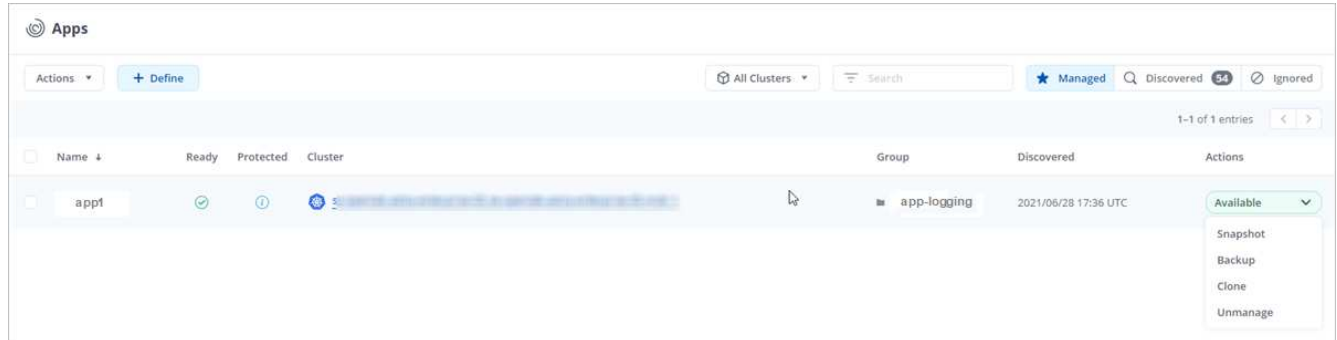 Apps
Actions + Define All Clusters Search Managed Discovered 54 Ignored
1–1 of 1 entries
Name Ready Protected Cluster Group Discovered Actions
app1 app-logging 2021/06/28 17:36 UTC Available
Snapshot
Backup
Clone
Unmanage